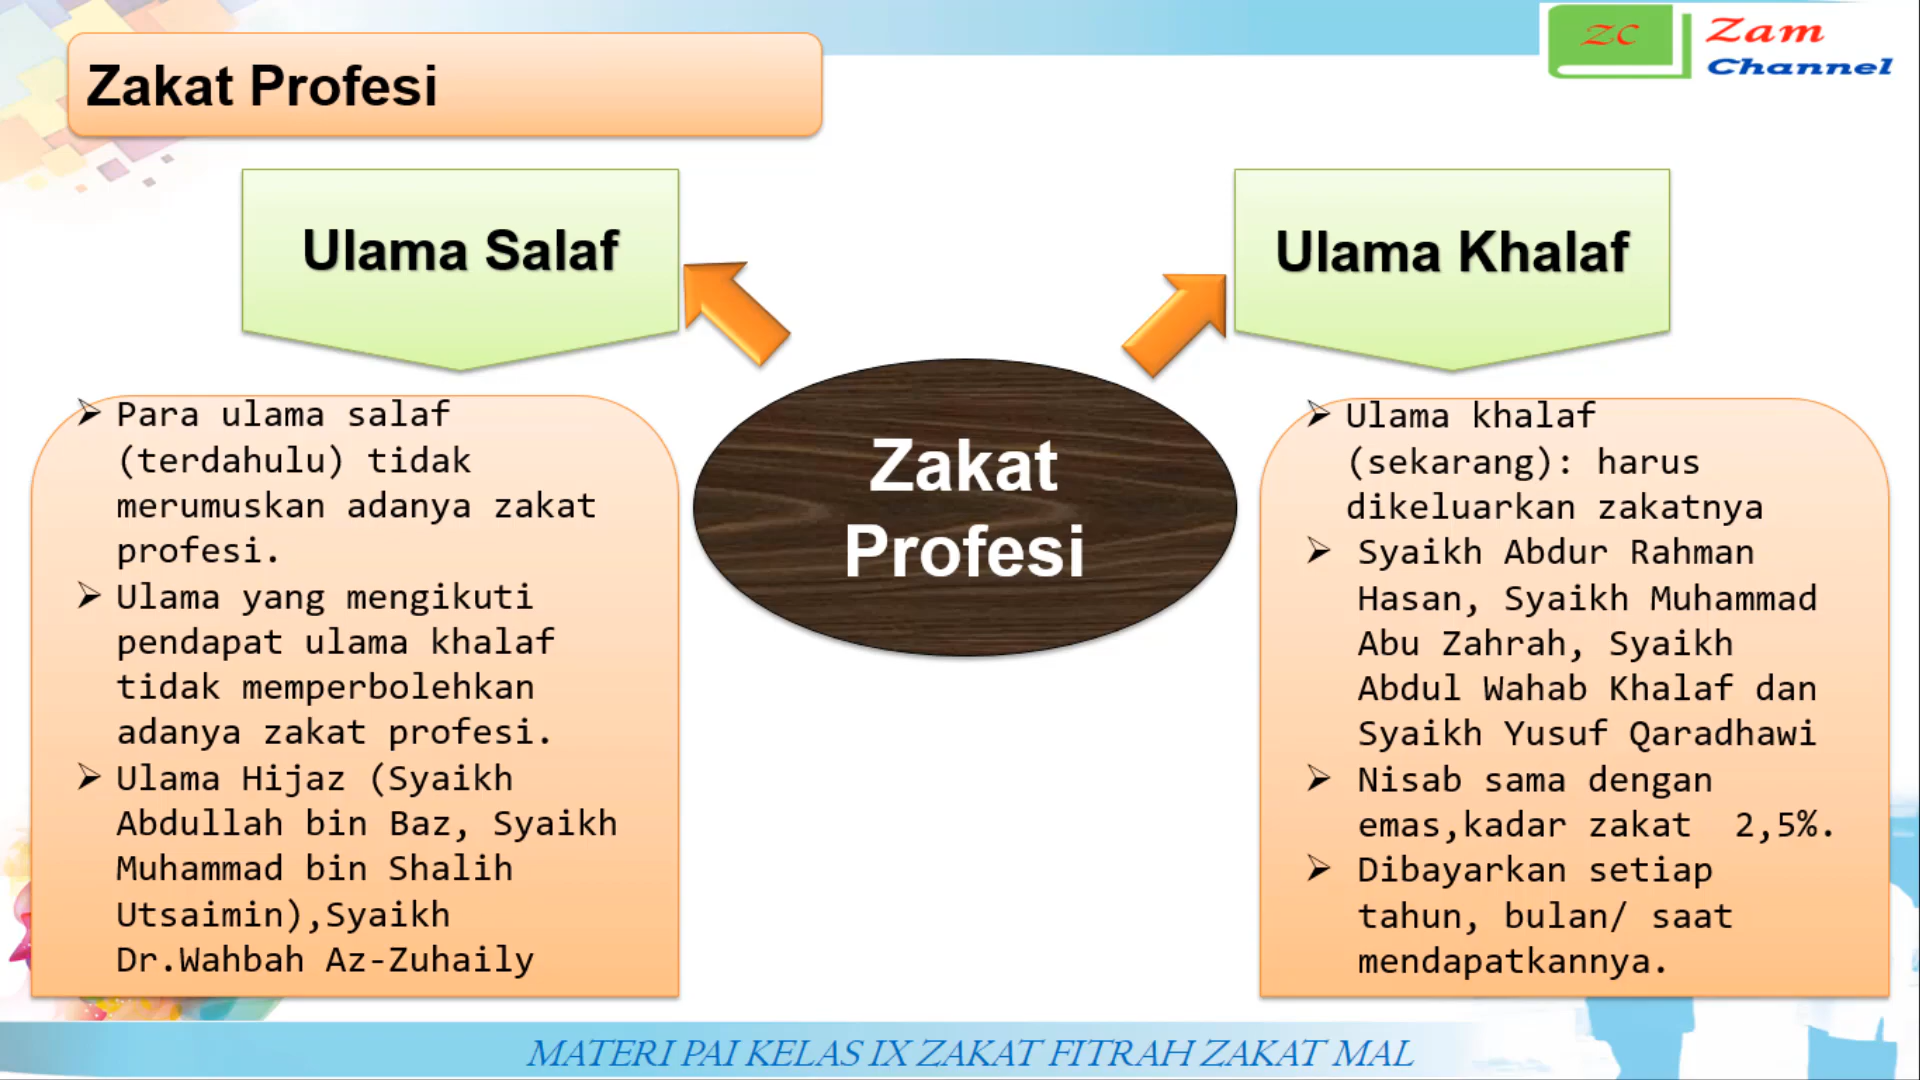 Zakat Profesi
ZC
Zam
Channel
Ulama Salaf
Ulama Khalaf
Zakat
Profesi
➢ Para ulama salaf
(terdahulu) tidak
merumuskan adanya zakat
profesi.
➢ Ulama yang mengikuti
pendapat ulama khalaf
tidak memperbolehkan
adanya zakat profesi.
➢ Ulama Hijaz (Syaikh
Abdullah bin Baz, Syaikh
Muhammad bin Shalih
Utsaimin),Syaikh
Dr.Wahbah Az-Zuhaily
➢ Ulama khalaf
(sekarang): harus
dikeluarkan zakatnya
➢ Syaikh Abdur Rahman
Hasan, Syaikh Muhammad
Abu Zahrah, Syaikh
Abdul Wahab Khalaf dan
Syaikh Yusuf Qaradhawi
➢ Nisab sama dengan
emas,kadar zakat 2,5%.
➢ Dibayarkan setiap
tahun, bulan/ saat
mendapatkannya.
MATERI PAI KELAS IX ZAKAT FITRAH ZAKAT MAL